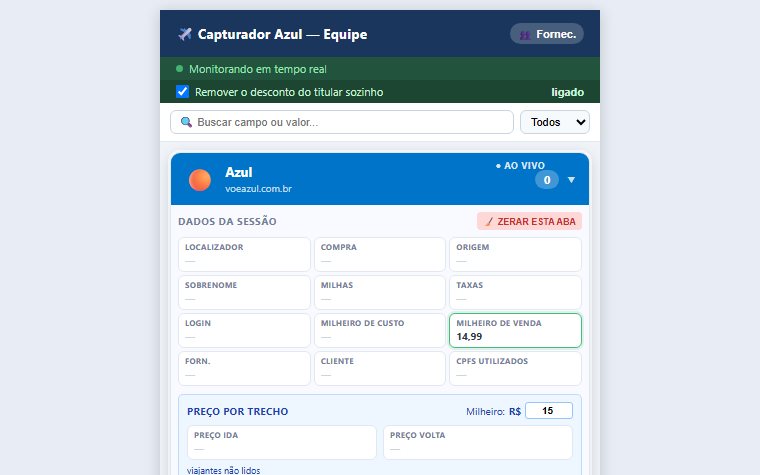 Capturador Azul — Equipe
Fornec.
Monitorando em tempo real
Remover o desconto do titular sozinho
ligado
Buscar campo ou valor...
Todos
Azul
voeazul.com.br
AO VIVO
0
DADOS DA SESSÃO
ZERAR ESTA ABA
LOCALIZADOR
—
COMPRA
—
ORIGEM
—
SOBRENOME
—
MILHAS
—
TAXAS
—
LOGIN
—
MILHEIRO DE CUSTO
—
MILHEIRO DE VENDA
14,99
FORN.
—
CLIENTE
—
CPFS UTILIZADOS
—
PREÇO POR TRECHO
Milheiro: R$ 15
PREÇO IDA
—
PREÇO VOLTA
—
viajantes não lidos